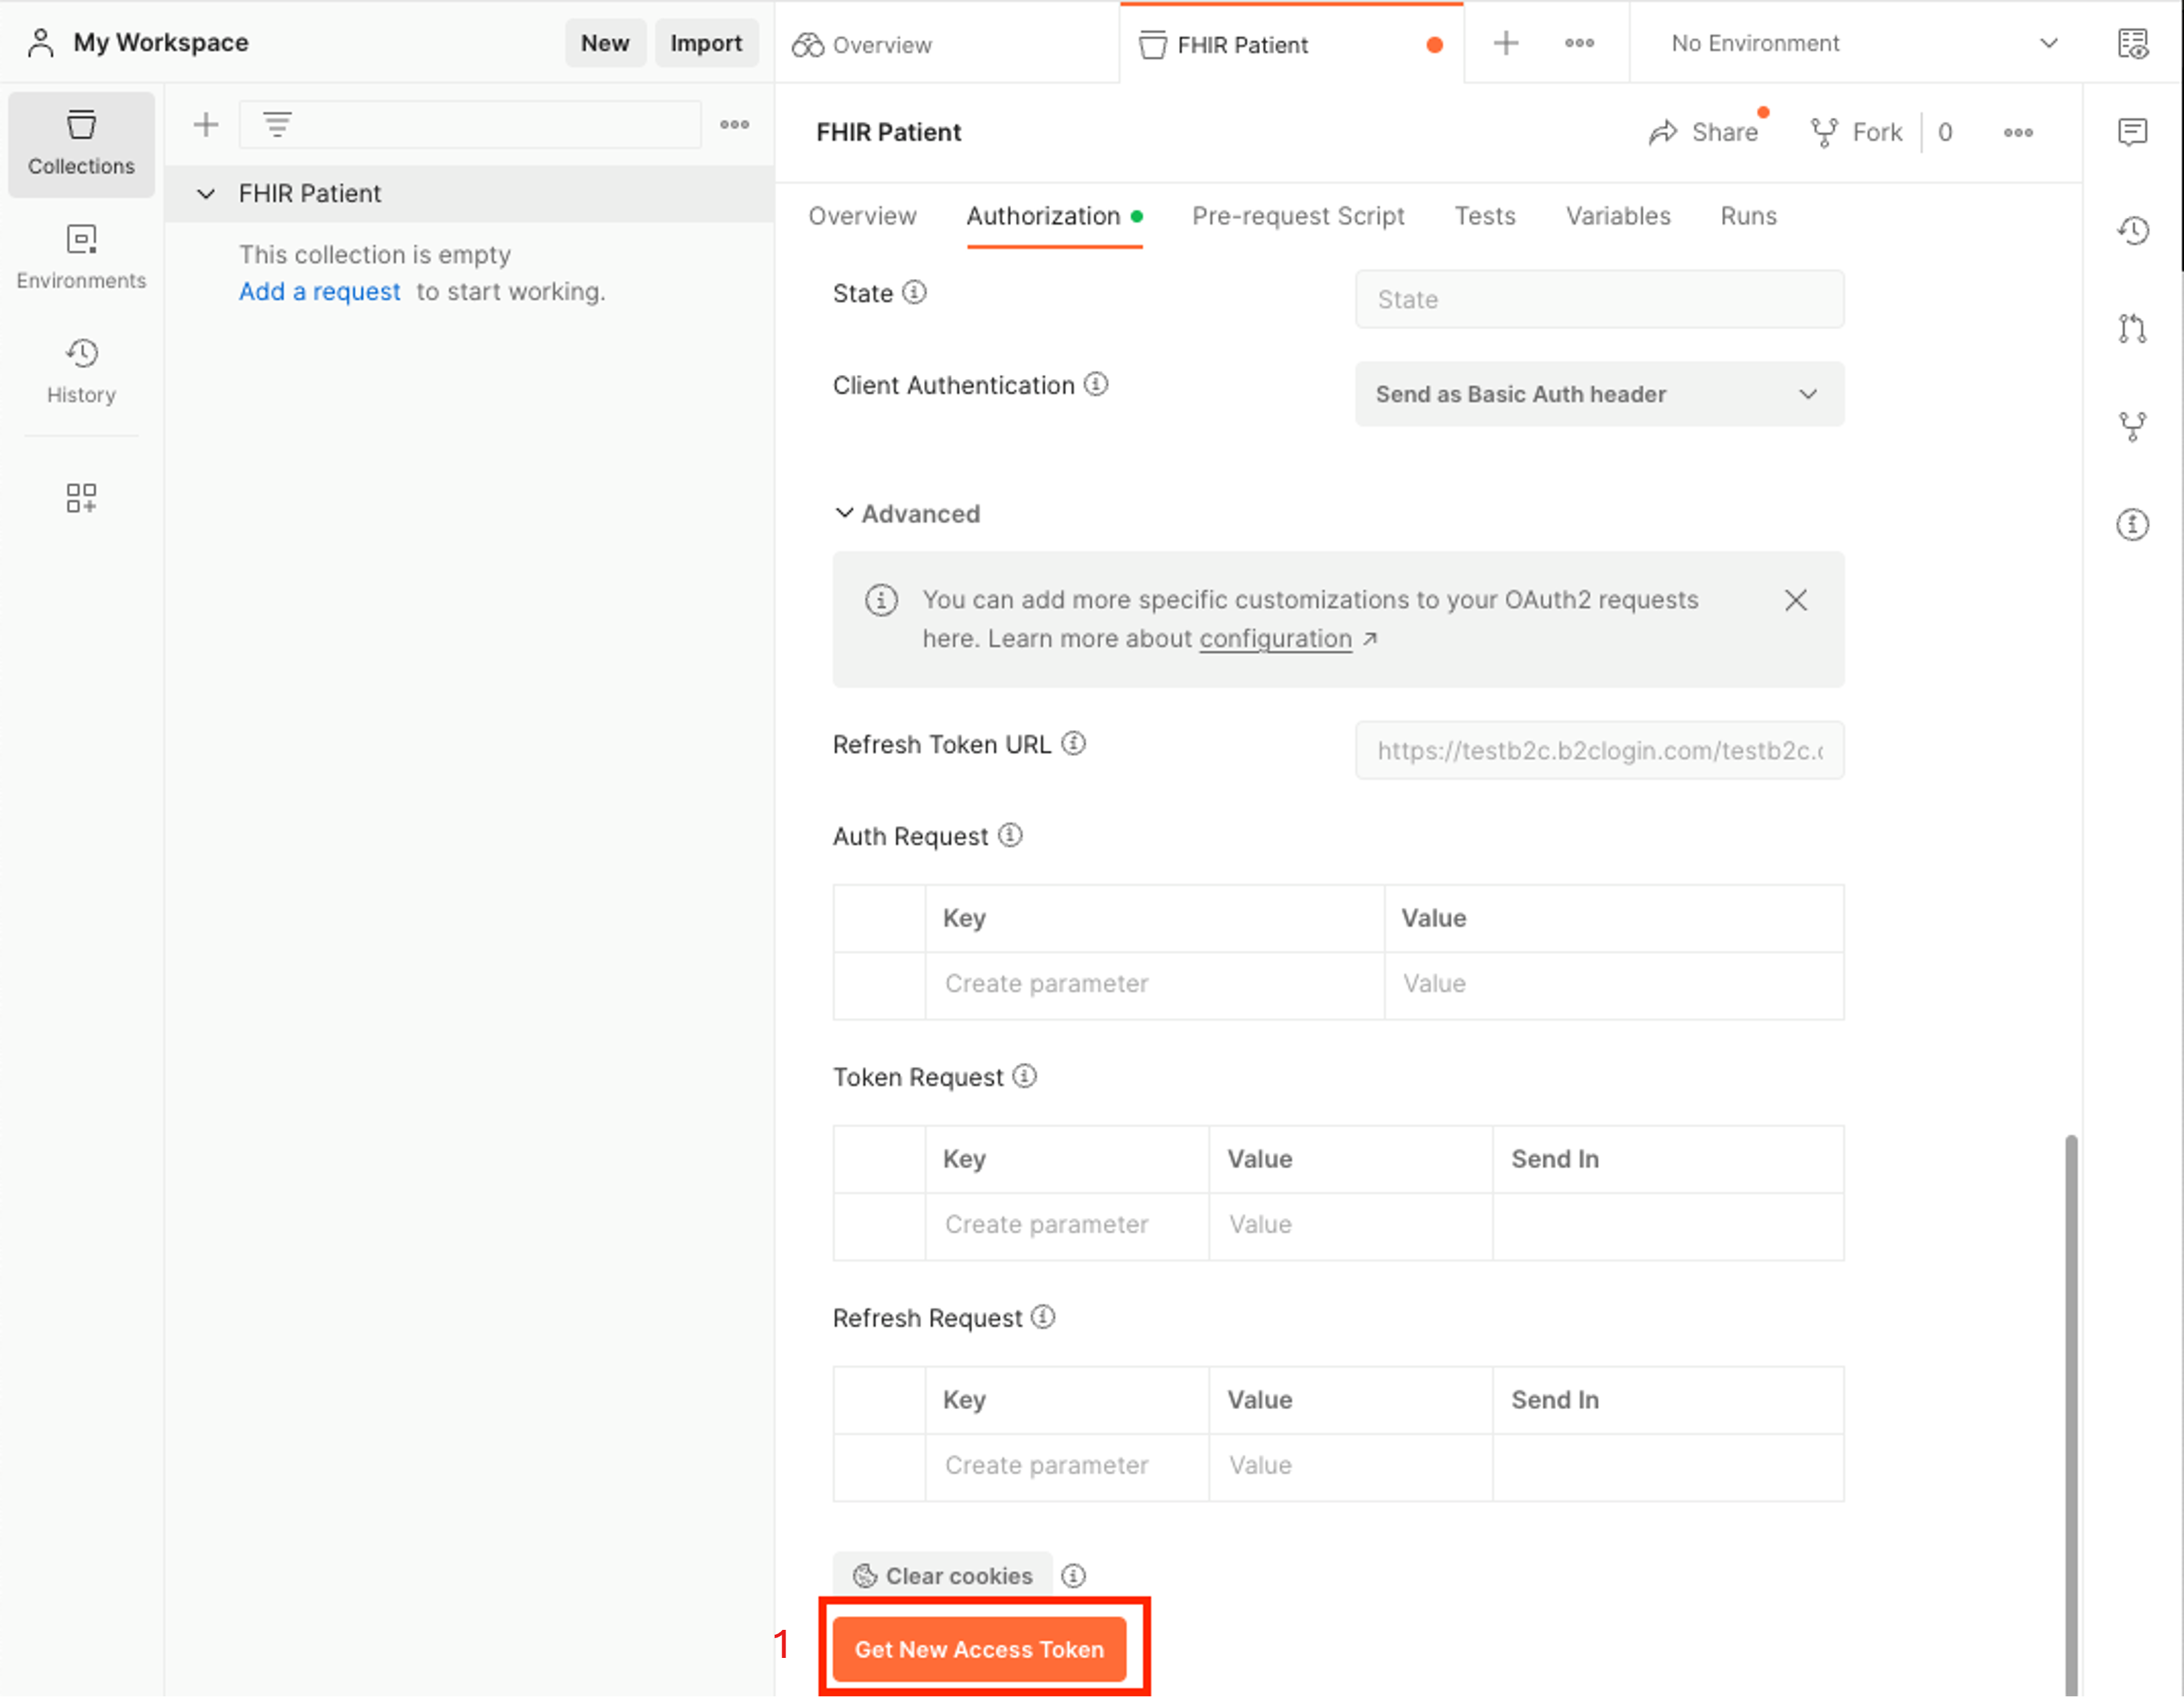 My Workspace
New
Import
Overview
FHIR Patient
No Environment
Collections
Environments
History
FHIR Patient
This collection is empty
Add a request to start working.
FHIR Patient
Share
Fork
0
Overview
Authorization
Pre-request Script
Tests
Variables
Runs
State
State
Client Authentication
Send as Basic Auth header
Advanced
You can add more specific customizations to your OAuth2 requests
here. Learn more about configuration ↗
Refresh Token URL
https://testb2c.b2clogin.com/testb2c.
Auth Request
Key Value
Create parameter Value
Token Request
Key Value Send In
Create parameter Value
Refresh Request
Key Value Send In
Create parameter Value
Clear cookies
1
Get New Access Token